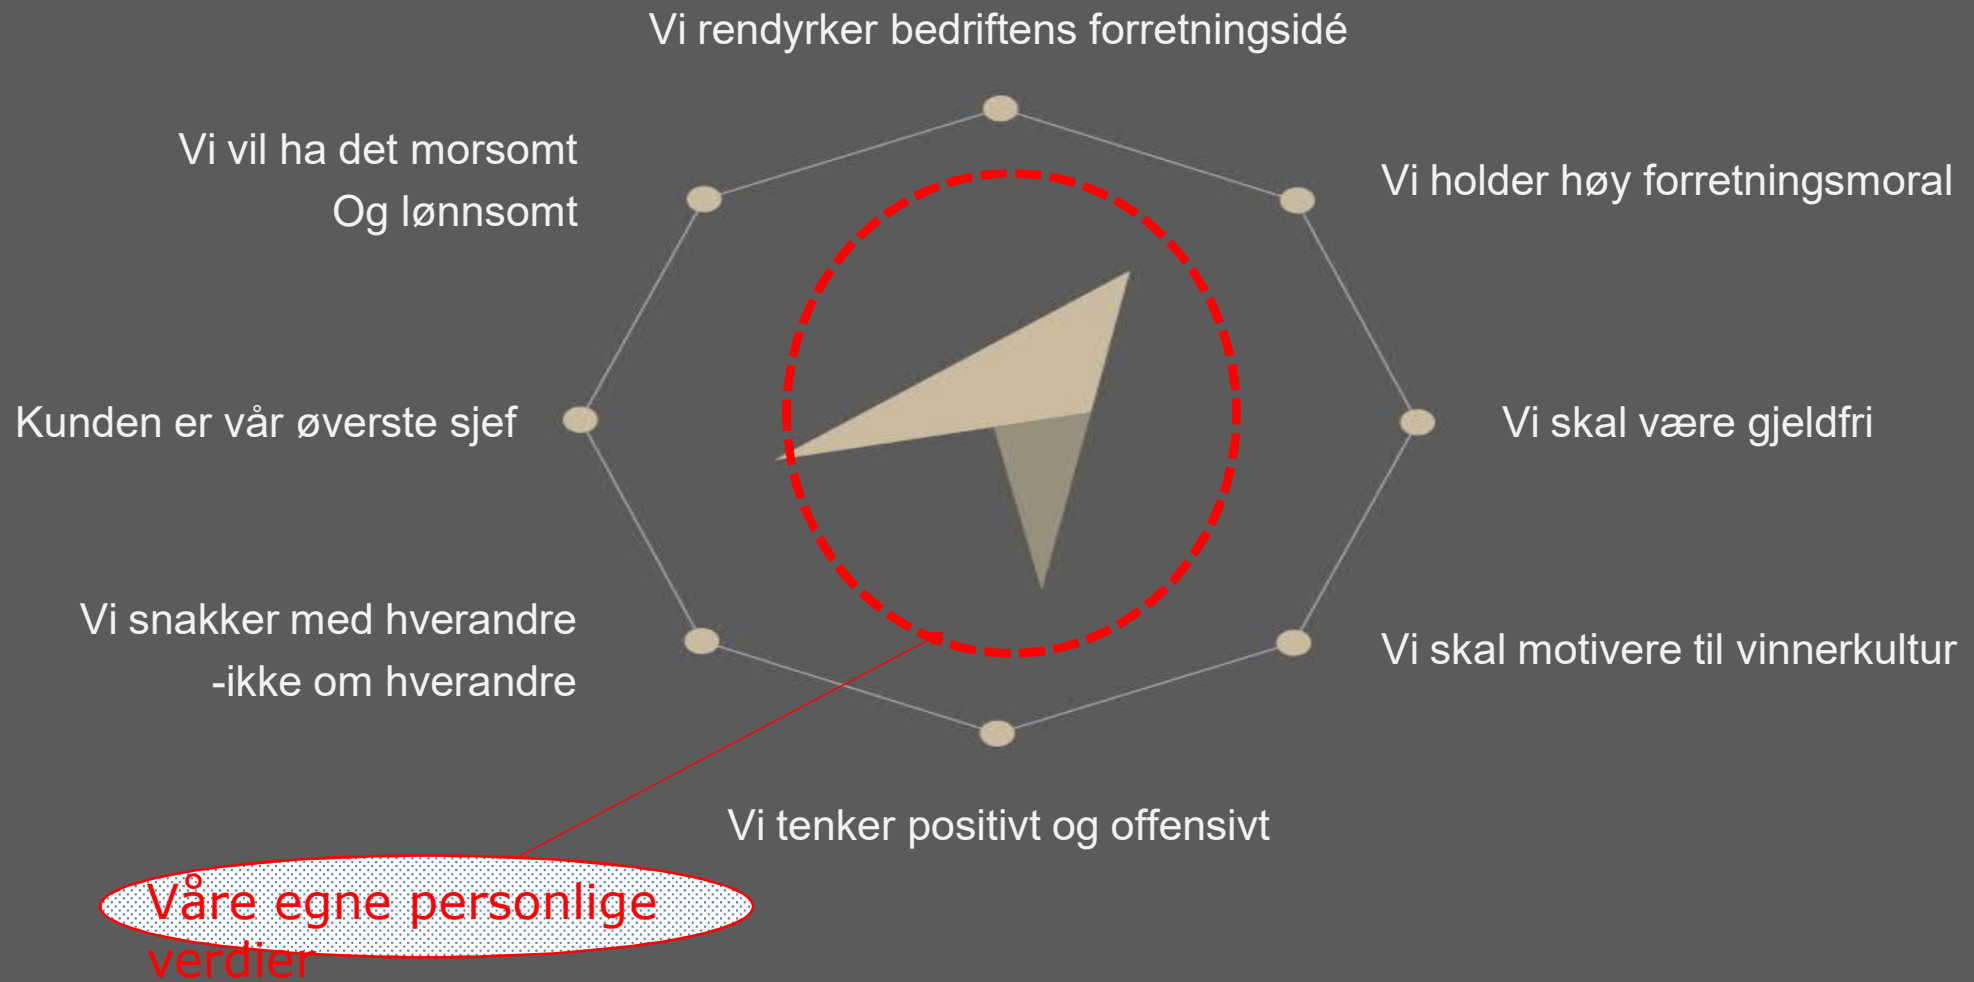 Vi rendyrker bedriftens forretningsidé
Vi vil ha det morsomt
Og lønnsomt
Vi holder høy forretningsmoral
Kunden er vår øverste sjef
Vi skal være gjeldfri
Vi snakker med hverandre
-ikke om hverandre
Vi skal motivere til vinnerkultur
Vi tenker positivt og offensivt
Våre egne personlige
verdier